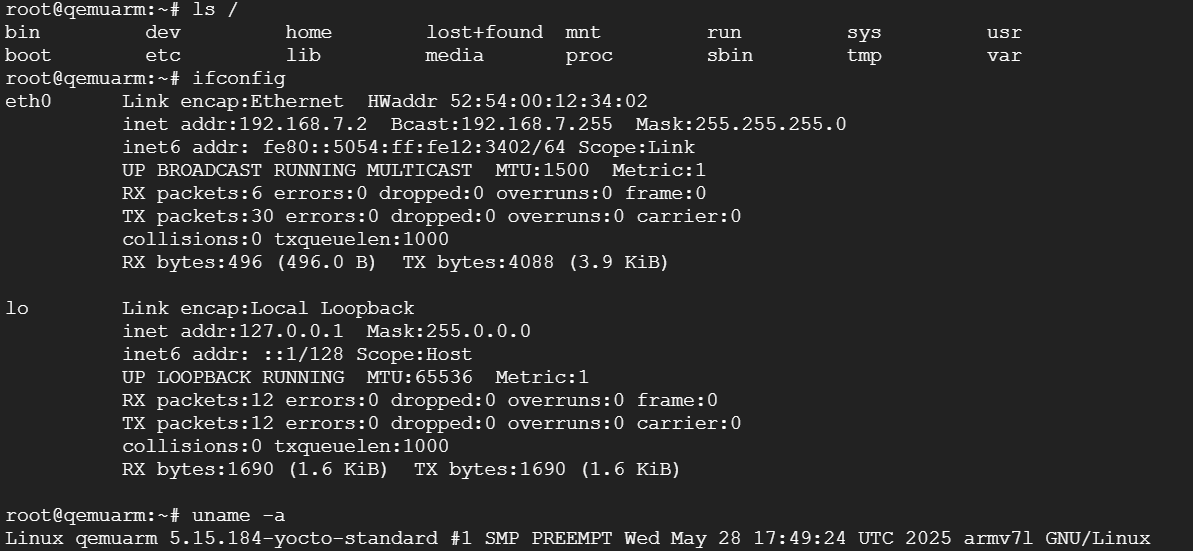 root@qemuarm:~# ls /
bin         dev         home        lost+found  mnt         run         sys         usr
boot        etc         lib         media       proc        sbin        tmp         var
root@qemuarm:~# ifconfig
eth0      Link encap:Ethernet  HWaddr 52:54:00:12:34:02
          inet addr:192.168.7.2  Bcast:192.168.7.255  Mask:255.255.255.0
          inet6 addr: fe80::5054:ff:fe12:3402/64 Scope:Link
          UP BROADCAST RUNNING MULTICAST  MTU:1500  Metric:1
          RX packets:6 errors:0 dropped:0 overruns:0 frame:0
          TX packets:30 errors:0 dropped:0 overruns:0 carrier:0
          collisions:0 txqueuelen:1000
          RX bytes:496 (496.0 B)  TX bytes:4088 (3.9 KiB)

lo        Link encap:Local Loopback
          inet addr:127.0.0.1  Mask:255.0.0.0
          inet6 addr: ::1/128 Scope:Host
          UP LOOPBACK RUNNING  MTU:65536  Metric:1
          RX packets:12 errors:0 dropped:0 overruns:0 frame:0
          TX packets:12 errors:0 dropped:0 overruns:0 carrier:0
          collisions:0 txqueuelen:1000
          RX bytes:1690 (1.6 KiB)  TX bytes:1690 (1.6 KiB)

root@qemuarm:~# uname -a
Linux qemuarm 5.15.184-yocto-standard #1 SMP PREEMPT Wed May 28 17:49:24 UTC 2025 armv7l GNU/Linux